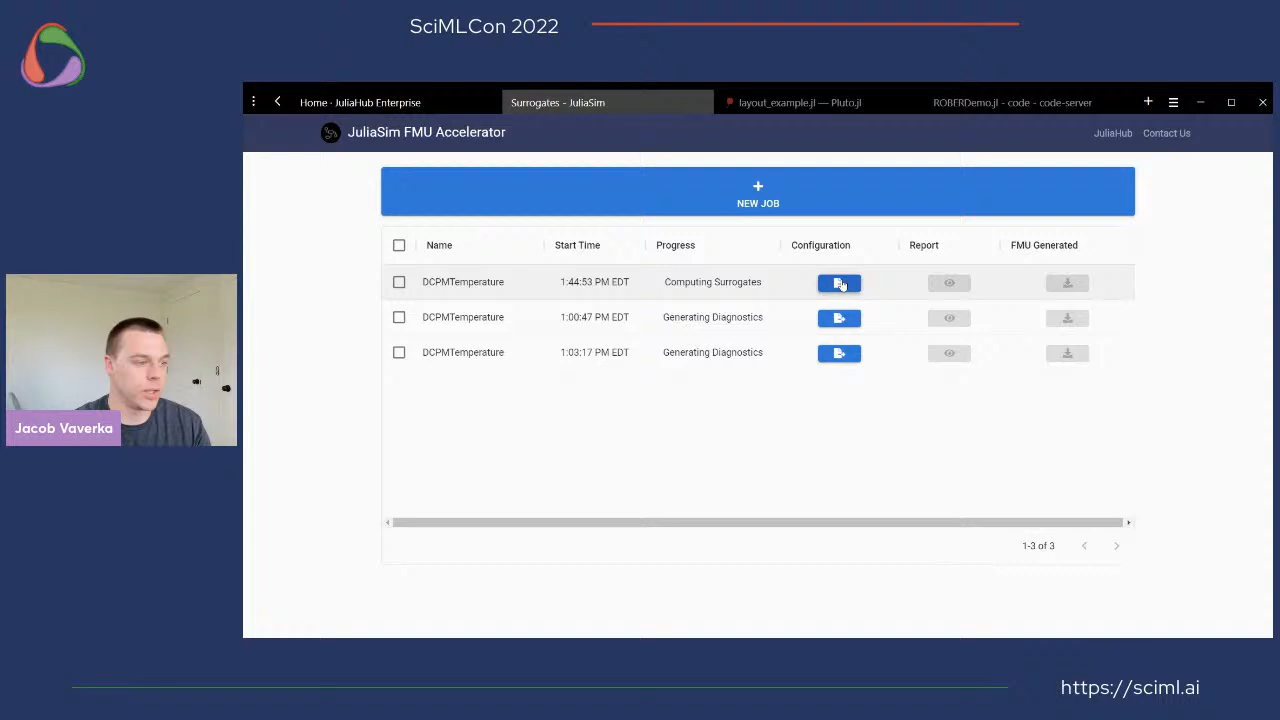 SciMLCon 2022
Home · JuliaHub Enterprise
Surrogates - JuliaSim
layout_example.jl — Pluto.jl
ROBERDemo.jl - code - code-server
JuliaSim FMU Accelerator
JuliaHub
Contact Us
+
NEW JOB
Name Start Time Progress Configuration Report FMU Generated
DCPMTemperature 1:44:53 PM EDT Computing Surrogates
DCPMTemperature 1:00:47 PM EDT Generating Diagnostics
DCPMTemperature 1:03:17 PM EDT Generating Diagnostics
1-3 of 3
Jacob Vaverka
https://sciml.ai